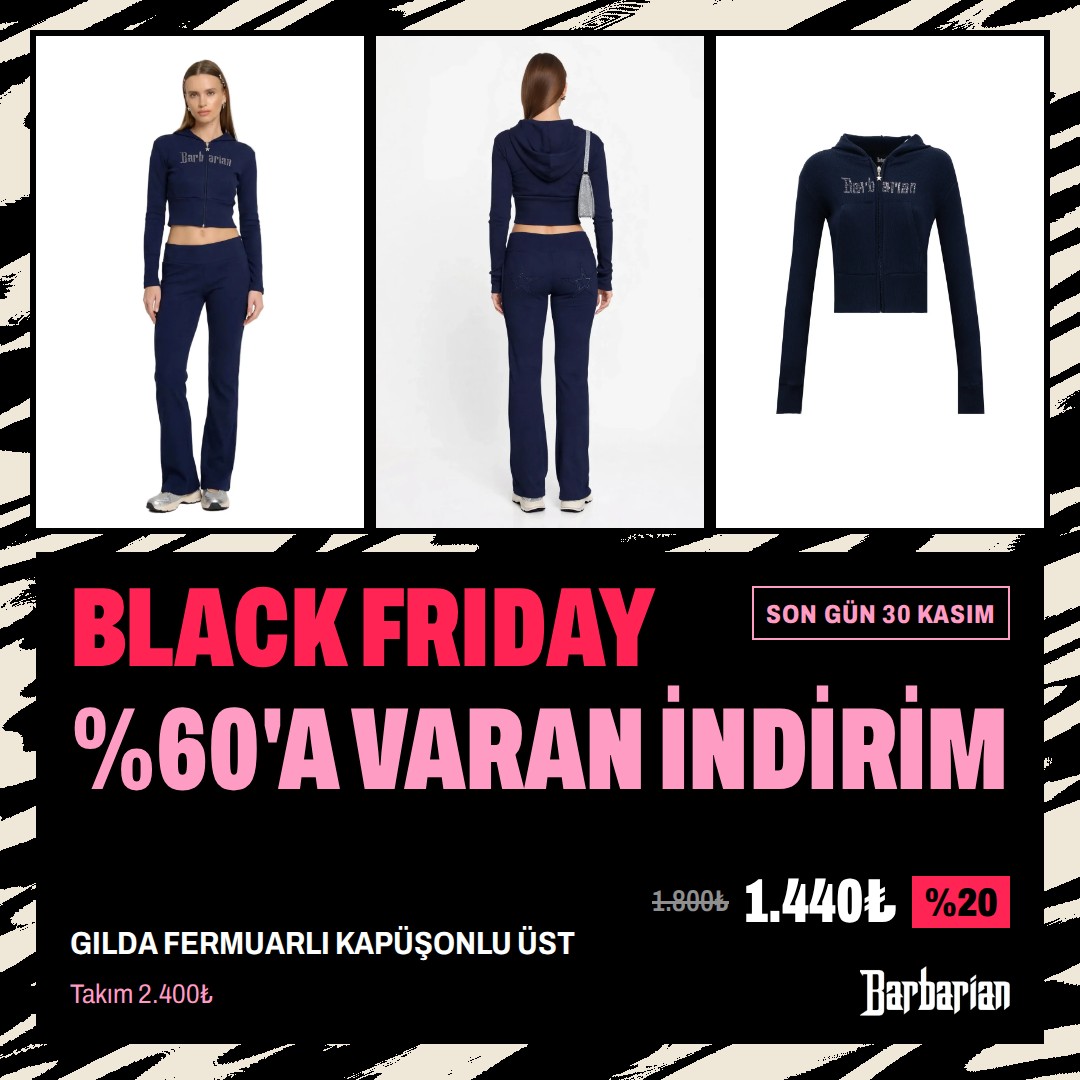 Barbarian
Barbarian
BLACK FRIDAY
SON GÜN 30 KASIM
%60'A VARAN İNDİRİM
1.800₺ 1.440₺ %20
GILDA FERMUARLI KAPÜŞONLU ÜST
Takım 2.400₺
Barbarian